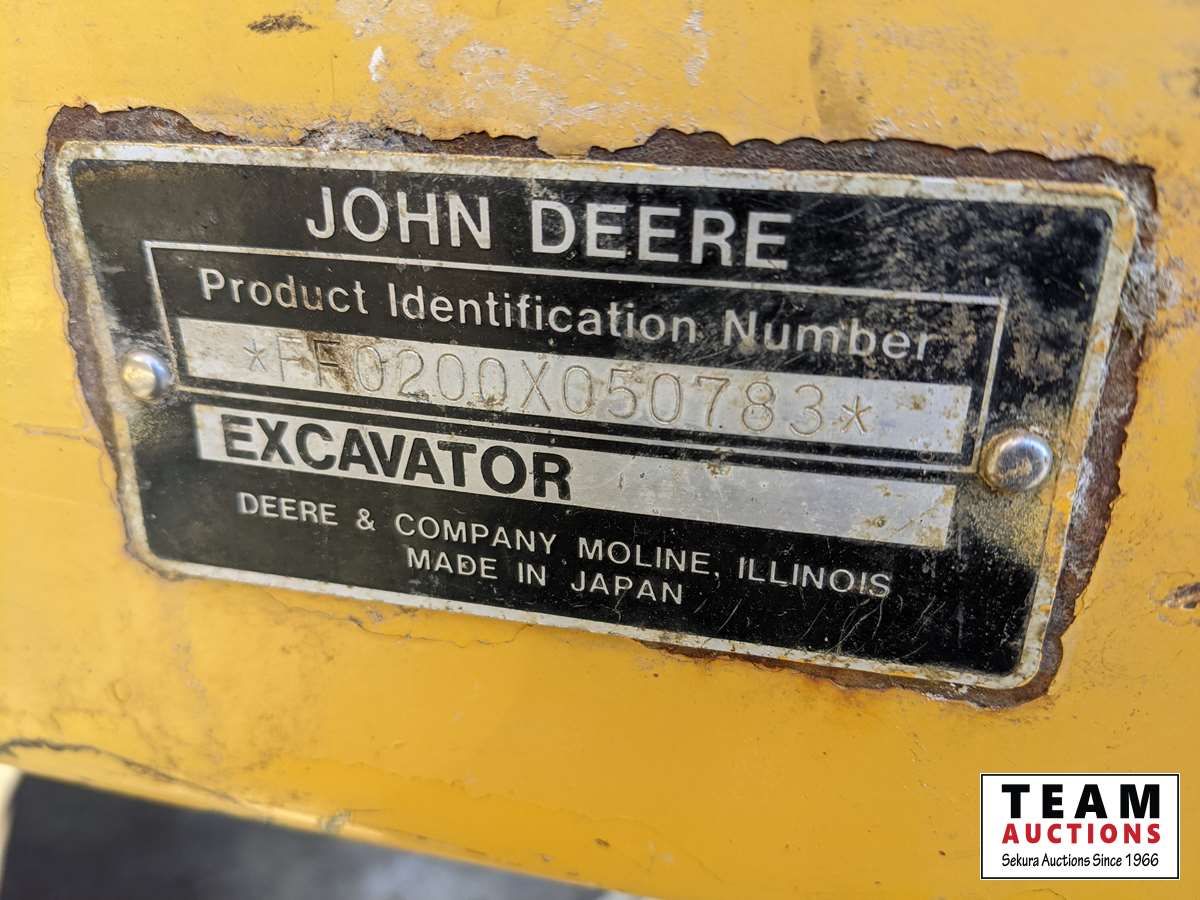 JOHN DEERE
Product Identification Number
*FF0200X050783*
EXCAVATOR
DEERE & COMPANY MOLINE, ILLINOIS
MADE IN JAPAN
TEAM
AUCTIONS
Sekura Auctions Since 1966